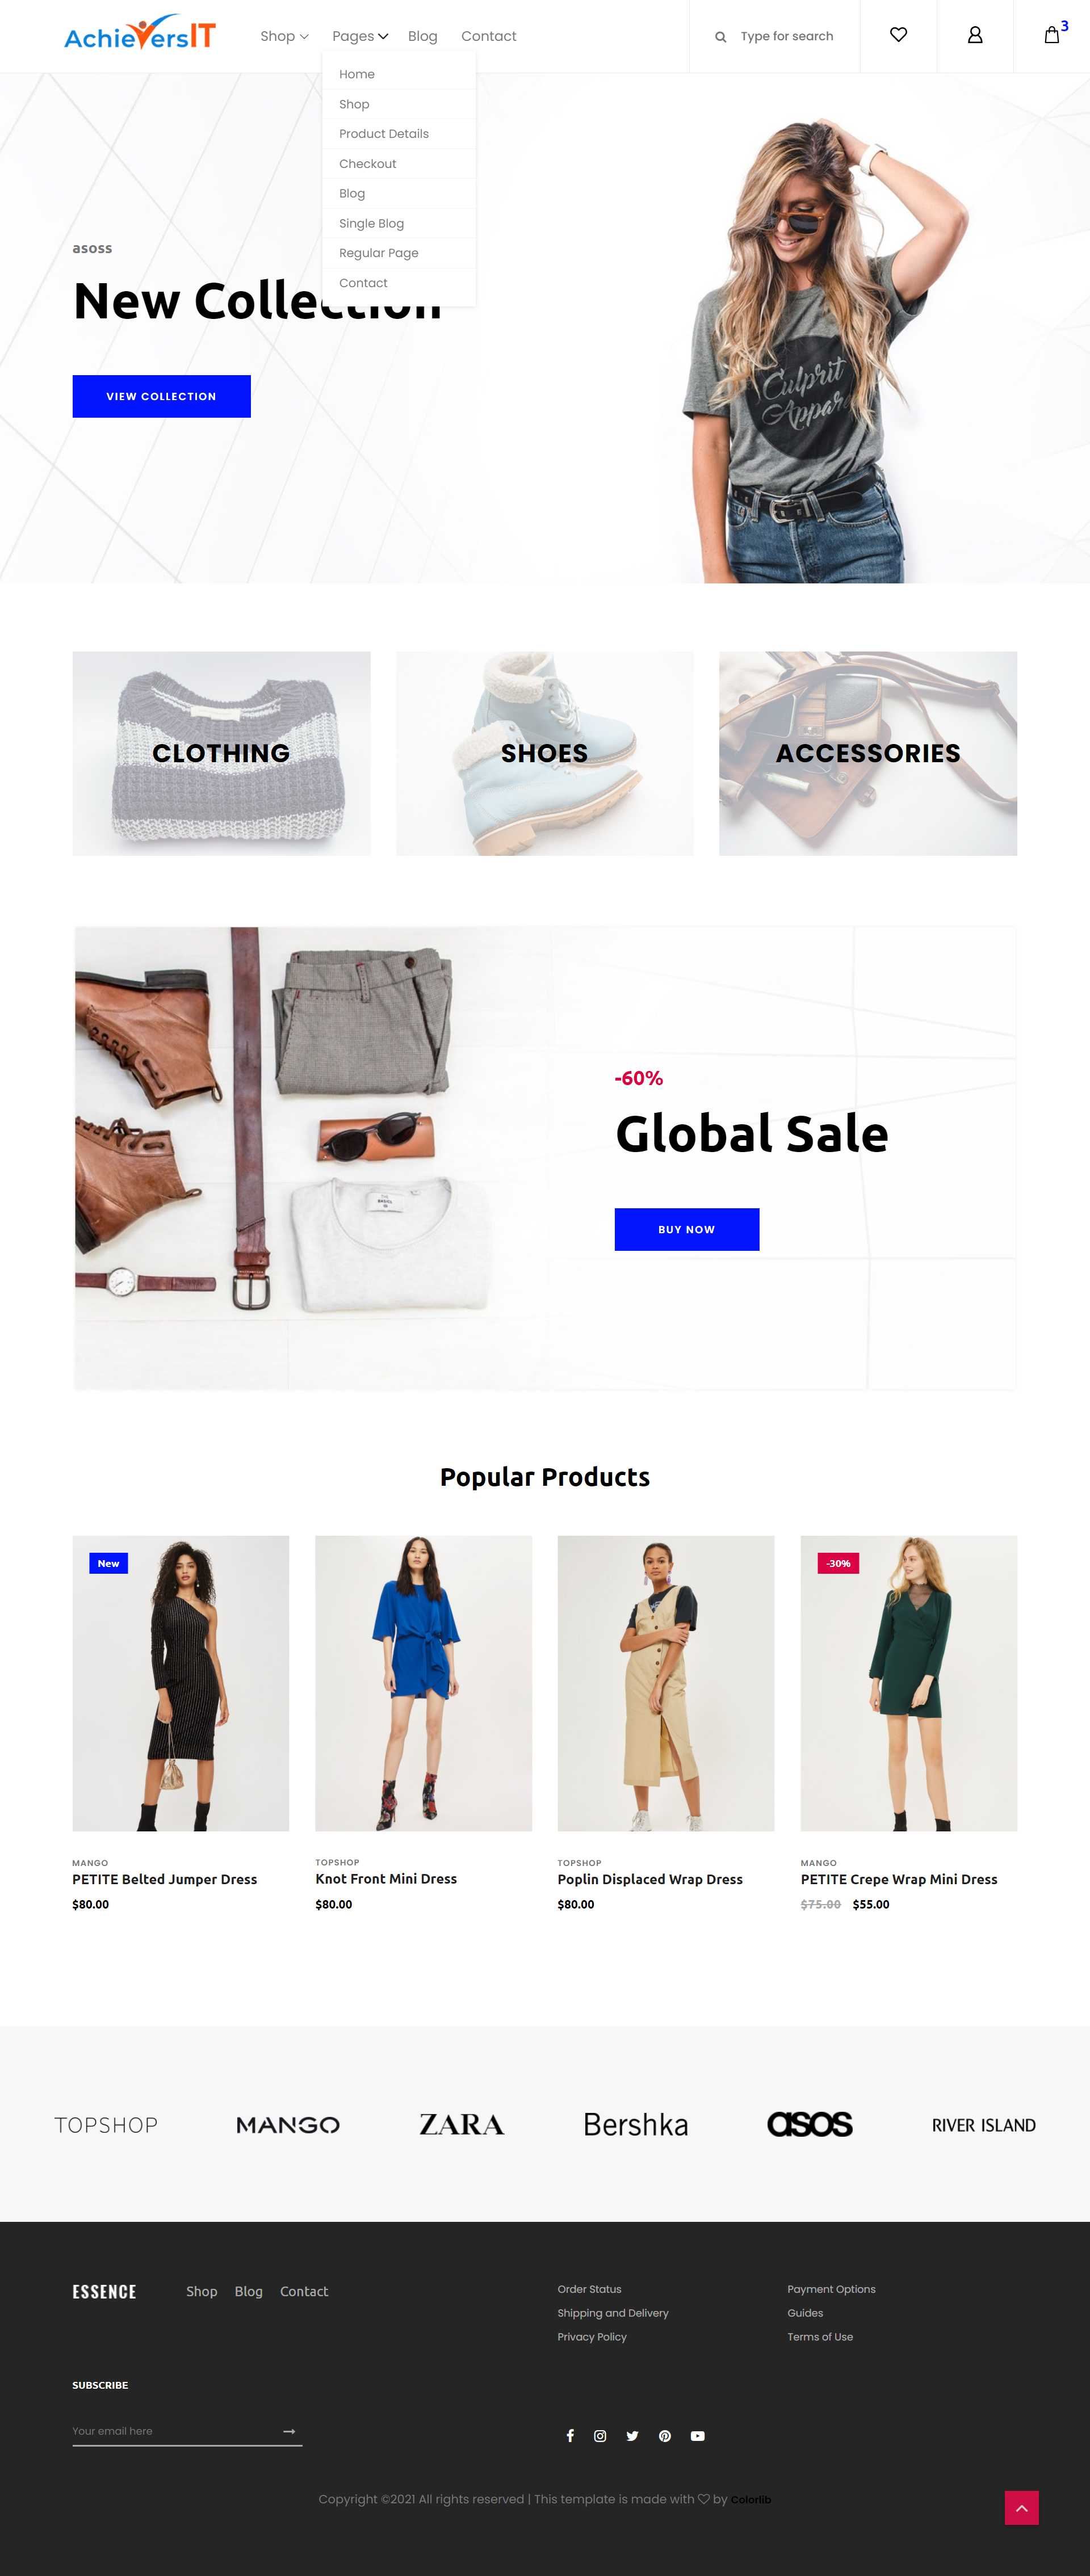 AchieversIT
Shop
Pages
Blog
Contact
Type for search
3
Home
Shop
Product Details
Checkout
Blog
Single Blog
Regular Page
Contact
asoss
New Collection
VIEW COLLECTION
Culprit
Appar
CLOTHING
SHOES
ACCESSORIES
-60%
Global Sale
BUY NOW
Popular Products
New
-30%
MANGO
PETITE Belted Jumper Dress
$80.00
TOPSHOP
Knot Front Mini Dress
$80.00
TOPSHOP
Poplin Displaced Wrap Dress
$80.00
MANGO
PETITE Crepe Wrap Mini Dress
$75.00 $55.00
TOPSHOP
MANGO
ZARA
Bershka
asos
RIVER ISLAND
ESSENCE
Shop
Blog
Contact
Order Status
Shipping and Delivery
Privacy Policy
Payment Options
Guides
Terms of Use
SUBSCRIBE
Your email here
Copyright ©2021 All rights reserved | This template is made with ♡ by Colorlib